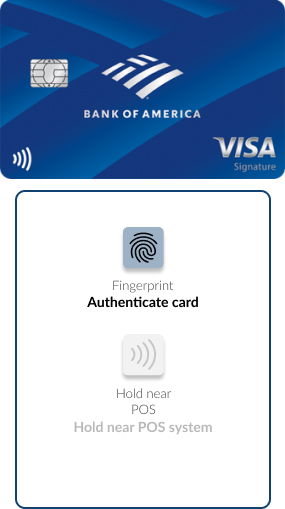 BANK OF AMERICA
VISA
Signature
Fingerprint
Authenticate card
Hold near
POS
Hold near POS system